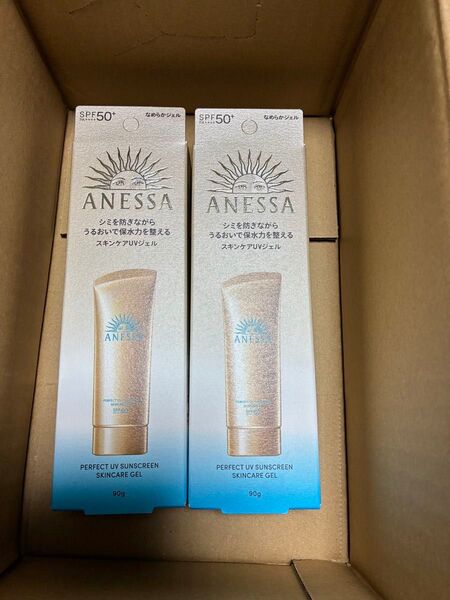 SPF50+
PA++++
なめらかジェル
ANESSA
シミを防ぎながら
うるおいで保水力を整える
スキンケアUVジェル
ANESSA
PERFECT UV SUNSCREEN
SKINCARE GEL
90g
SPF50+
PA++++
なめらかジェル
ANESSA
シミを防ぎながら
うるおいで保水力を整える
スキンケアUVジェル
ANESSA
PERFECT UV SUNSCREEN
SKINCARE GEL
90g